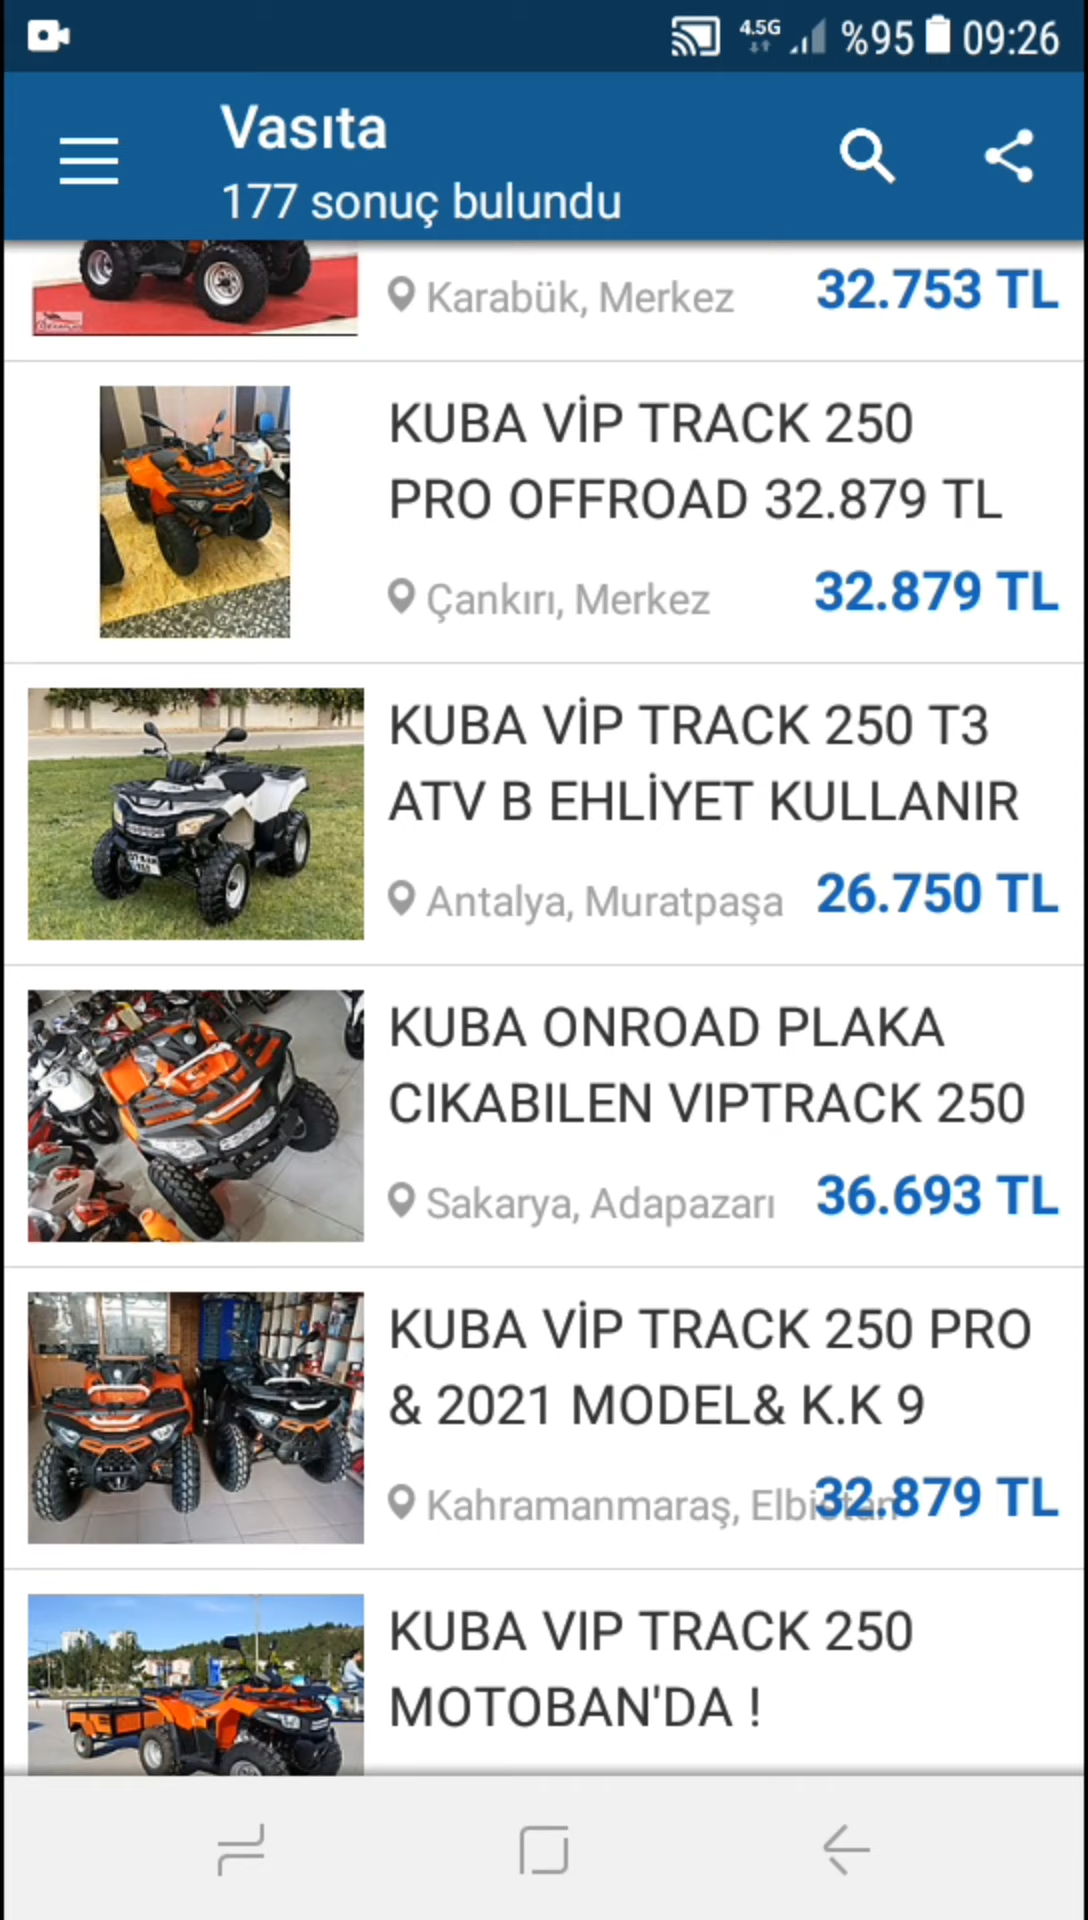 4.5G %95 09:26
Vasıta
177 sonuç bulundu
Karabük, Merkez 32.753 TL
KUBA VİP TRACK 250
PRO OFFROAD 32.879 TL
Çankırı, Merkez 32.879 TL
KUBA VİP TRACK 250 T3
ATV B EHLİYET KULLANIR
Antalya, Muratpaşa 26.750 TL
KUBA ONROAD PLAKA
CIKABILEN VIPTRACK 250
Sakarya, Adapazarı 36.693 TL
KUBA VİP TRACK 250 PRO
& 2021 MODEL& K.K 9
Kahramanmaraş, Elbistan 32.879 TL
KUBA VIP TRACK 250
MOTOBAN'DA !